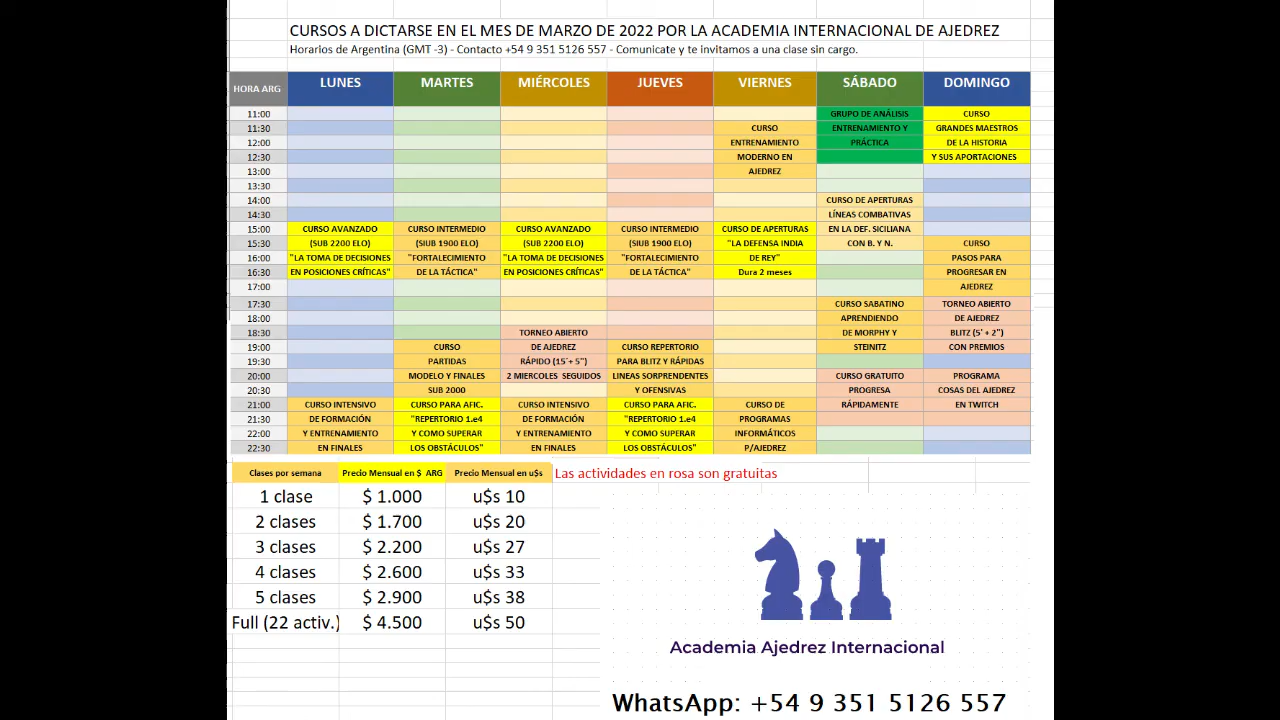 CURSOS A DICTARSE EN EL MES DE MARZO DE 2022 POR LA ACADEMIA INTERNACIONAL DE AJEDREZ
Horarios de Argentina (GMT -3) - Contacto +54 9 351 5126 557 - Comunicate y te invitamos a una clase sin cargo.
HORA ARG LUNES MARTES MIÉRCOLES JUEVES VIERNES SÁBADO DOMINGO
11:00 GRUPO DE ANÁLISIS CURSO
11:30 CURSO ENTRENAMIENTO Y GRANDES MAESTROS
12:00 ENTRENAMIENTO PRÁCTICA DE LA HISTORIA
12:30 MODERNO EN Y SUS APORTACIONES
13:00 AJEDREZ
13:30
14:00 CURSO DE APERTURAS
14:30 LÍNEAS COMBATIVAS
15:00 CURSO AVANZADO CURSO INTERMEDIO CURSO AVANZADO CURSO INTERMEDIO CURSO DE APERTURAS EN LA DEF. SICILIANA
15:30 (SUB 2200 ELO) (SIUB 1900 ELO) (SUB 2200 ELO) (SIUB 1900 ELO) "LA DEFENSA INDIA CON B. Y N. CURSO
16:00 "LA TOMA DE DECISIONES "FORTALECIMIENTO "LA TOMA DE DECISIONES "FORTALECIMIENTO DE REY" PASOS PARA
16:30 EN POSICIONES CRÍTICAS" DE LA TÁCTICA" EN POSICIONES CRÍTICAS" DE LA TÁCTICA" Dura 2 meses PROGRESAR EN
17:00 AJEDREZ
17:30 CURSO SABATINO TORNEO ABIERTO
18:00 APRENDIENDO DE AJEDREZ
18:30 TORNEO ABIERTO DE MORPHY Y BLITZ (5' + 2")
19:00 CURSO DE AJEDREZ CURSO REPERTORIO STEINITZ CON PREMIOS
19:30 PARTIDAS RÁPIDO (15´+ 5") PARA BLITZ Y RÁPIDAS
20:00 MODELO Y FINALES 2 MIERCOLES SEGUIDOS LINEAS SORPRENDENTES CURSO GRATUITO PROGRAMA
20:30 SUB 2000 Y OFENSIVAS PROGRESA COSAS DEL AJEDREZ
21:00 CURSO INTENSIVO CURSO PARA AFIC. CURSO INTENSIVO CURSO PARA AFIC. CURSO DE RÁPIDAMENTE EN TWITCH
21:30 DE FORMACIÓN "REPERTORIO 1.e4 DE FORMACIÓN "REPERTORIO 1.e4 PROGRAMAS
22:00 Y ENTRENAMIENTO Y COMO SUPERAR Y ENTRENAMIENTO Y COMO SUPERAR INFORMÁTICOS
22:30 EN FINALES LOS OBSTÁCULOS" EN FINALES LOS OBSTÁCULOS" P/AJEDREZ
Clases por semana Precio Mensual en $ ARG Precio Mensual en u$s Las actividades en rosa son gratuitas
1 clase $ 1.000 u$s 10
2 clases $ 1.700 u$s 20
3 clases $ 2.200 u$s 27
4 clases $ 2.600 u$s 33
5 clases $ 2.900 u$s 38
Full (22 activ.) $ 4.500 u$s 50
Academia Ajedrez Internacional
WhatsApp: +54 9 351 5126 557